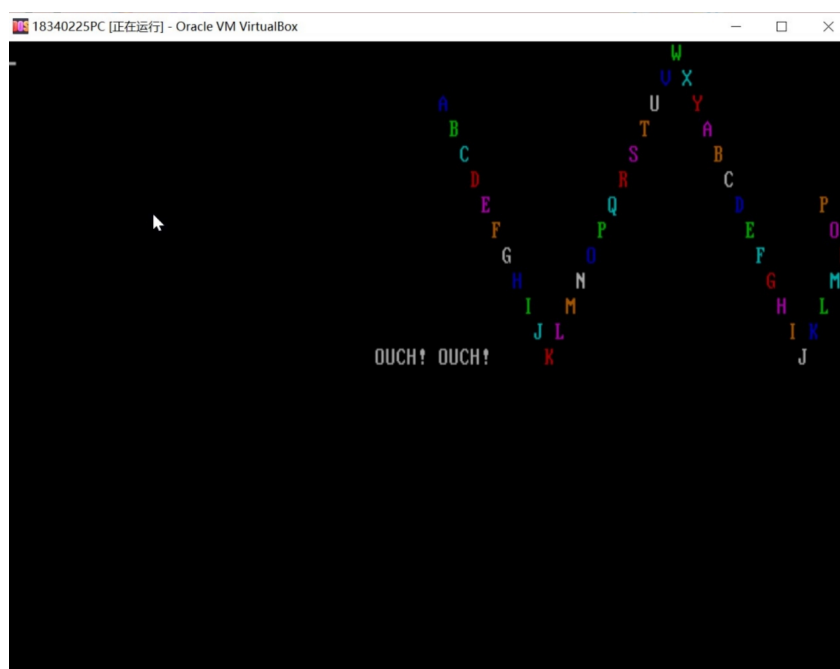 18340225PC [正在运行] - Oracle VM VirtualBox
W
V X
A U Y
B T A
C S B
D R C
E Q D P
F P E O
G O F
H N G M
I M H L
J L I K
OUCH! OUCH! K J